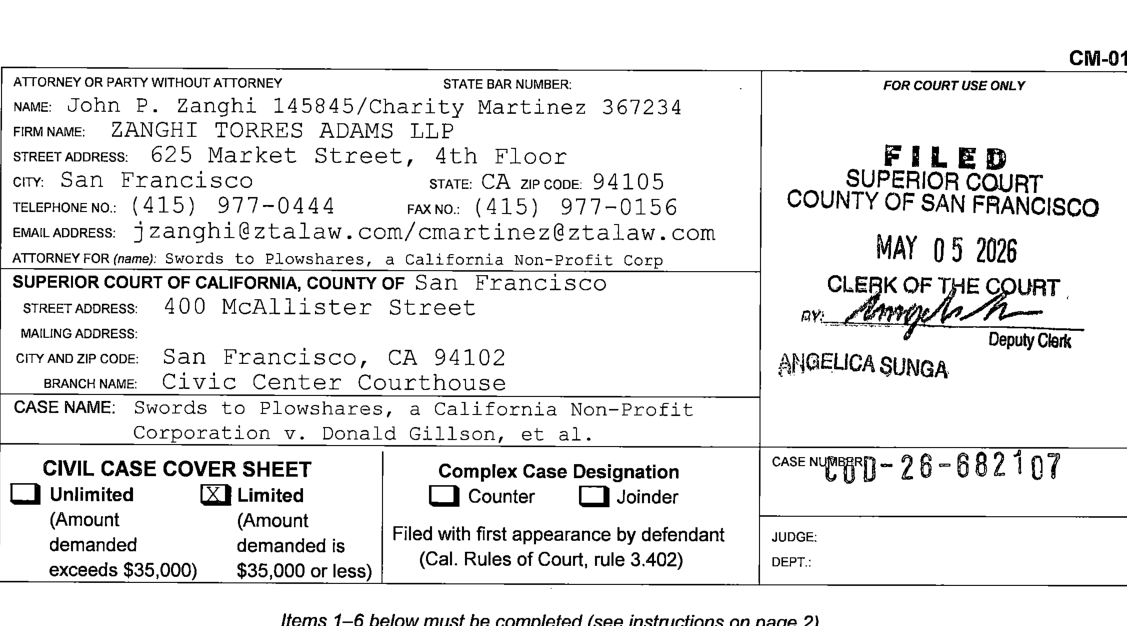 CM-01
ATTORNEY OR PARTY WITHOUT ATTORNEY STATE BAR NUMBER:
NAME: John P. Zanghi 145845/Charity Martinez 367234
FIRM NAME: ZANGHI TORRES ADAMS LLP
STREET ADDRESS: 625 Market Street, 4th Floor
CITY: San Francisco STATE: CA ZIP CODE: 94105
TELEPHONE NO.: (415) 977-0444 FAX NO.: (415) 977-0156
EMAIL ADDRESS: jzanghi@ztalaw.com/cmartinez@ztalaw.com
ATTORNEY FOR (name): Swords to Plowshares, a California Non-Profit Corp
SUPERIOR COURT OF CALIFORNIA, COUNTY OF San Francisco
STREET ADDRESS: 400 McAllister Street
MAILING ADDRESS:
CITY AND ZIP CODE: San Francisco, CA 94102
BRANCH NAME: Civic Center Courthouse
CASE NAME: Swords to Plowshares, a California Non-Profit
Corporation v. Donald Gillson, et al.
FOR COURT USE ONLY
FILED
SUPERIOR COURT
COUNTY OF SAN FRANCISCO
MAY 05 2026
CLERK OF THE COURT
BY:
Deputy Clerk
ANGELICA SUNGA
CIVIL CASE COVER SHEET
Unlimited X Limited
(Amount (Amount
demanded demanded is
exceeds $35,000) $35,000 or less)
Complex Case Designation
Counter Joinder
Filed with first appearance by defendant
(Cal. Rules of Court, rule 3.402)
CASE NUMBER: CUD-26-682107
JUDGE:
DEPT.:
Items 1–6 below must be completed (see instructions on page 2).